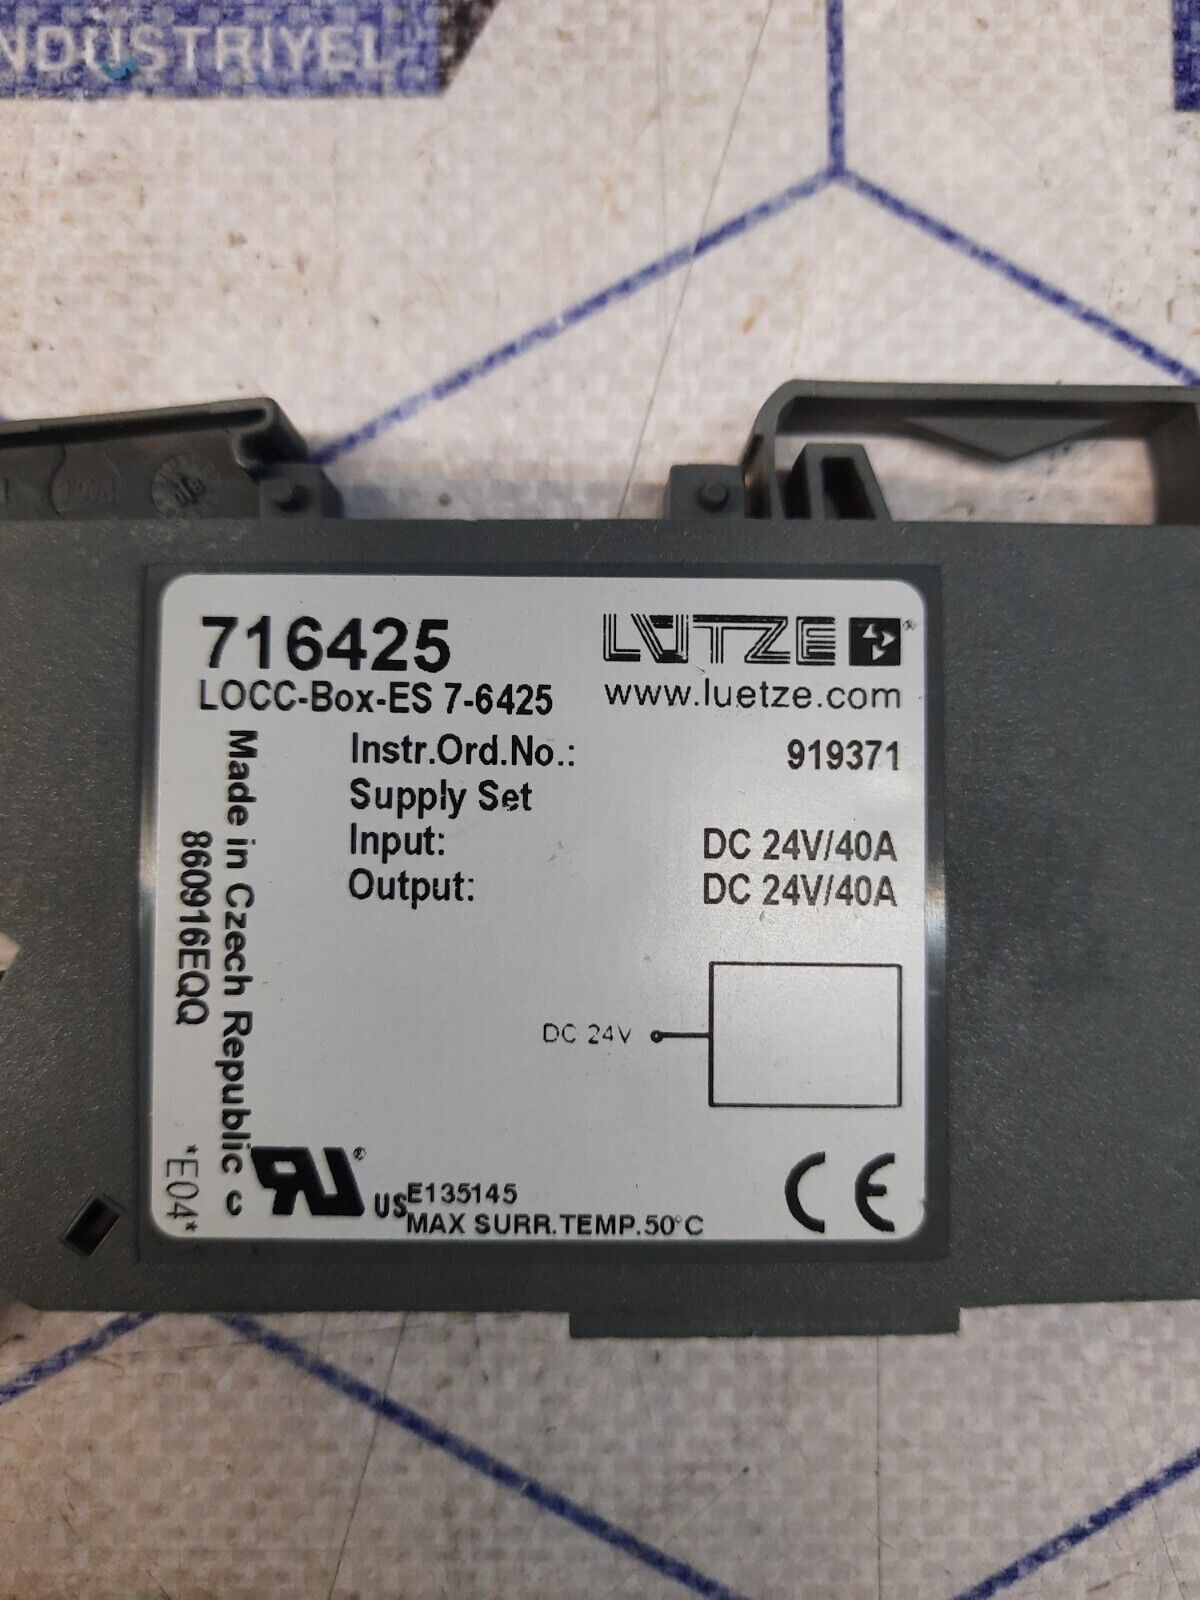 NDUSTRIYEL
716425
LOCC-Box-ES 7-6425
LÜTZE ®
www.luetze.com
Instr.Ord.No.: 919371
Supply Set
Input: DC 24V/40A
Output: DC 24V/40A
DC 24V
Made in Czech Republic
860916EQQ
*E04*
c RU ® US
E135145
MAX SURR.TEMP.50°C
CE